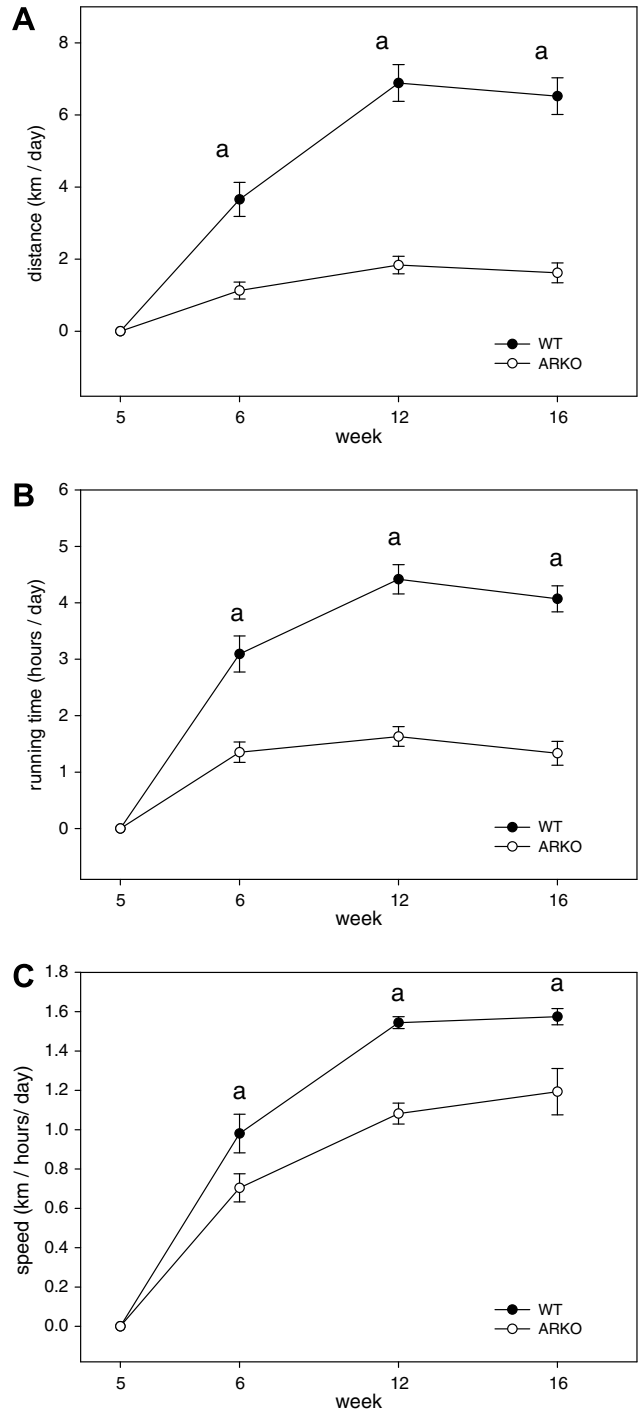 A
8
6
4
2
0
distance (km / day)
a
a
a
WT
ARKO
5 6 12 16
week
B
6
5
4
3
2
1
0
running time (hours / day)
a
a
a
WT
ARKO
5 6 12 16
week
C
1.8
1.6
1.4
1.2
1.0
0.8
0.6
0.4
0.2
0.0
speed (km / hours/ day)
a
a
a
WT
ARKO
5 6 12 16
week